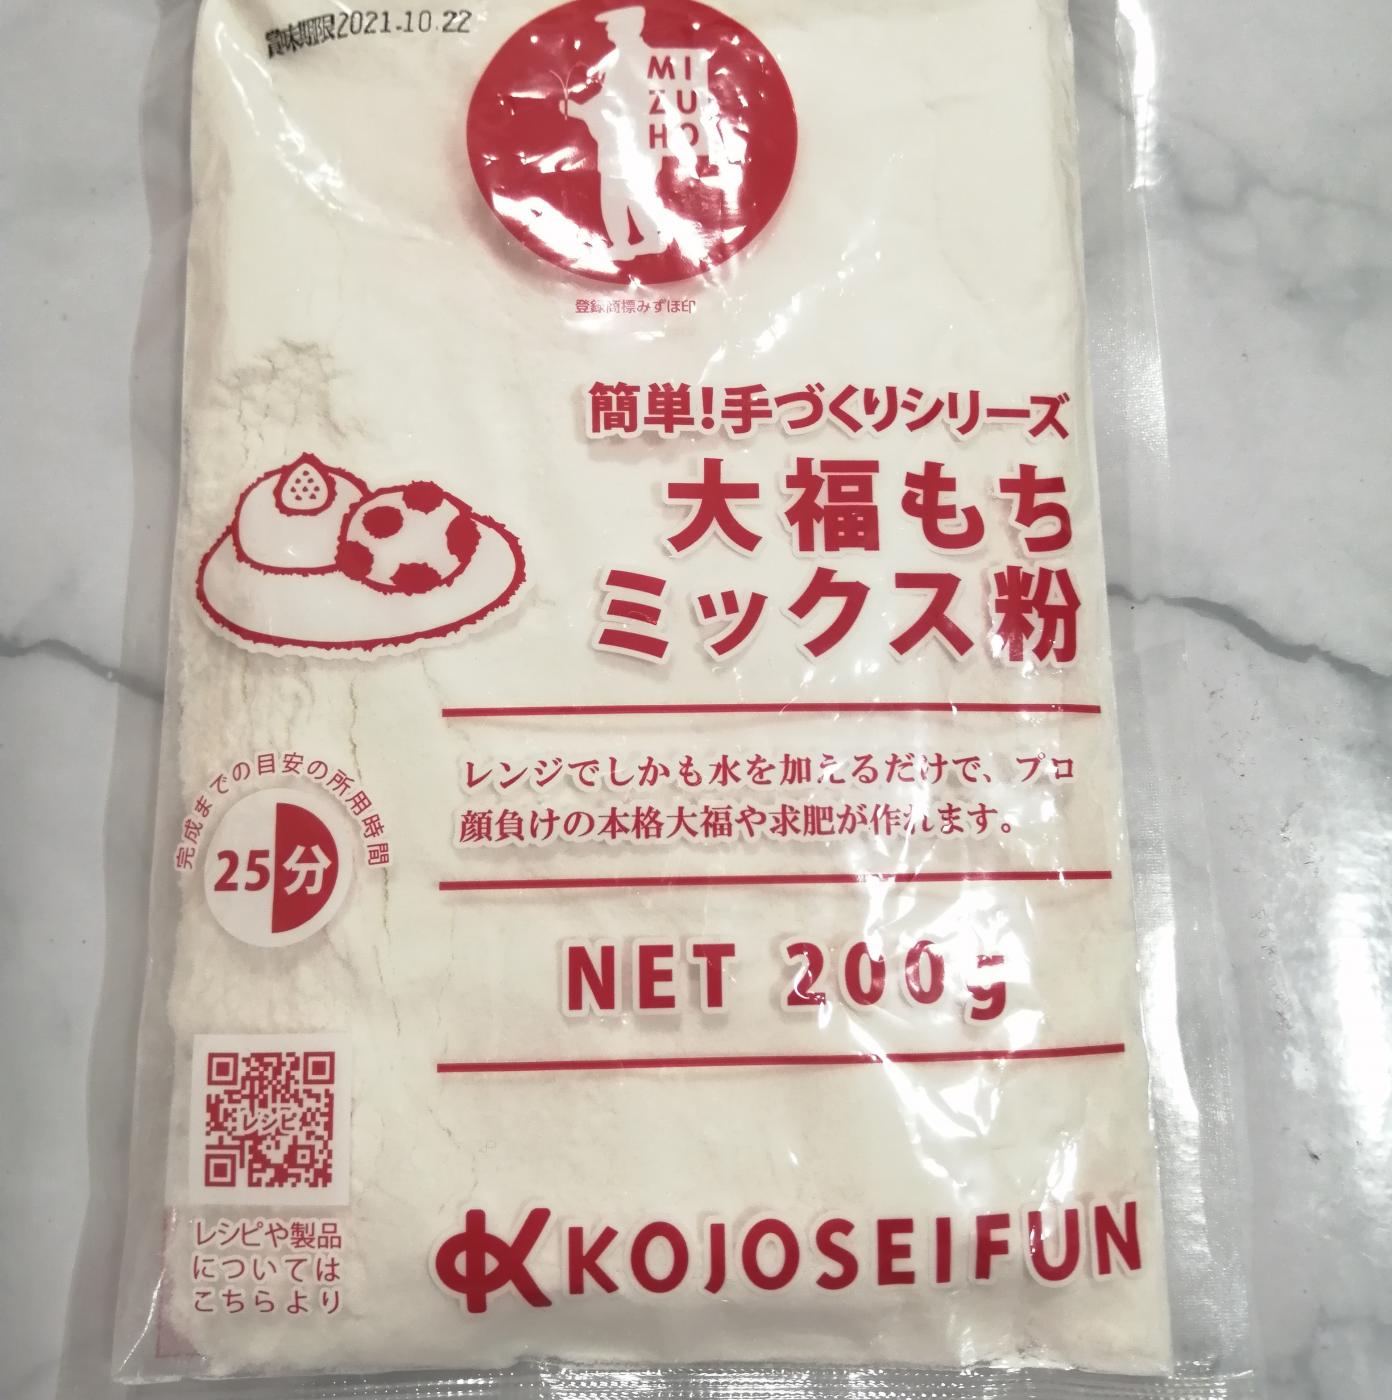 賞味期限2021.10.22
MI
ZU
HO
登録商標みずほ印
簡単!手づくりシリーズ
大福もち
ミックス粉
レンジでしかも水を加えるだけで、プロ
顔負けの本格大福や求肥が作れます。
完成までの目安の所用時間
25分
NET 200g
レシピ
レシピや製品
については
こちらより
KOJOSEIFUN